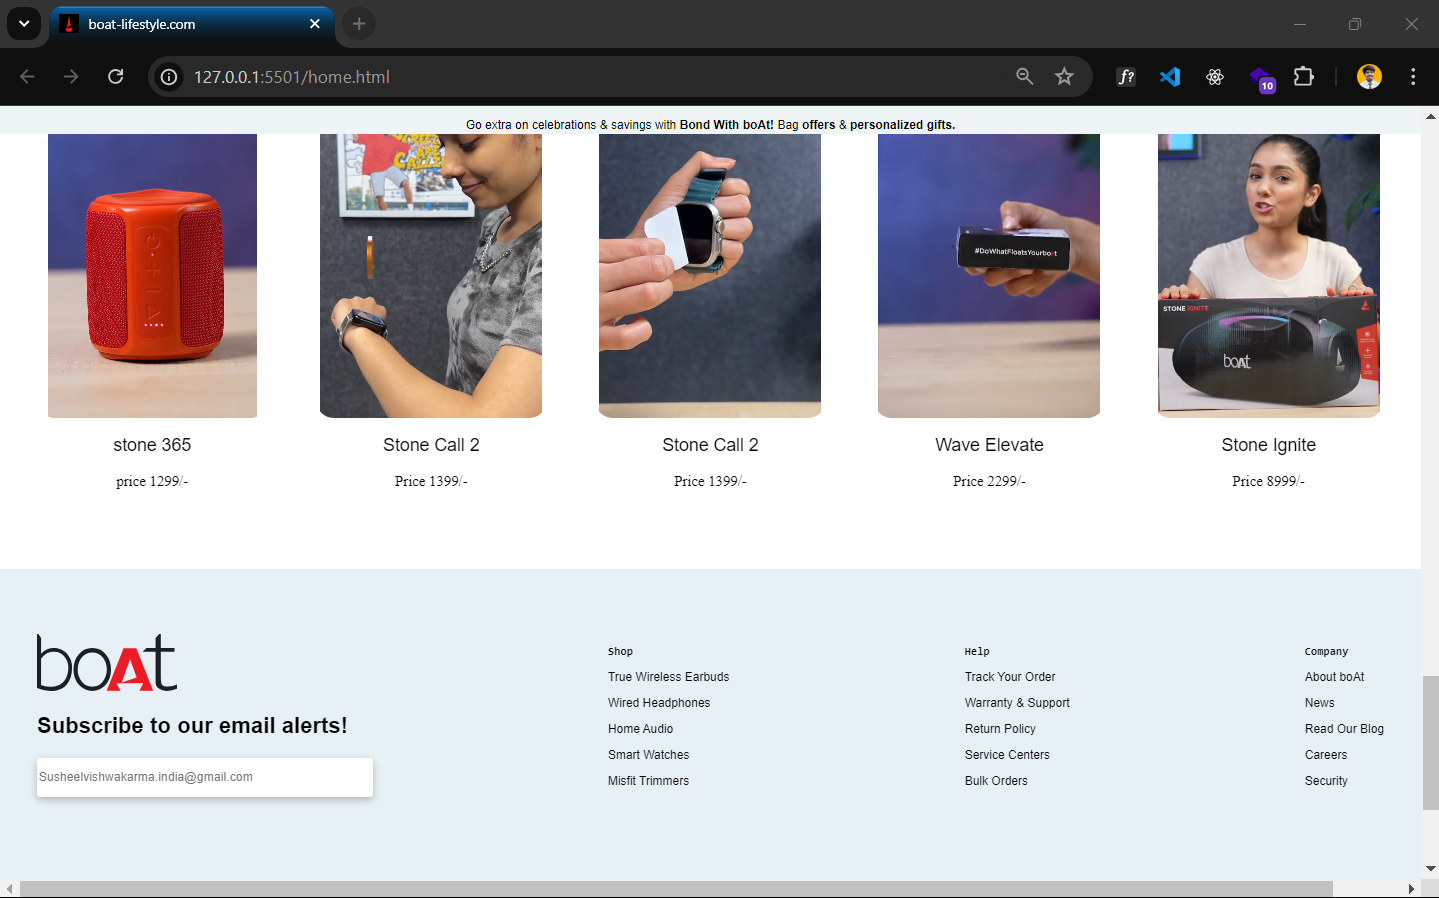 boat-lifestyle.com
127.0.0.1:5501/home.html
f?
10
Go extra on celebrations & savings with Bond With boAt! Bag offers & personalized gifts.
#DoWhatFloatsYourboat
STONE IGNITE
boAt
stone 365
Stone Call 2
Stone Call 2
Wave Elevate
Stone Ignite
price 1299/-
Price 1399/-
Price 1399/-
Price 2299/-
Price 8999/-
boAt
Subscribe to our email alerts!
Susheelvishwakarma.india@gmail.com
Shop
True Wireless Earbuds
Wired Headphones
Home Audio
Smart Watches
Misfit Trimmers
Help
Track Your Order
Warranty & Support
Return Policy
Service Centers
Bulk Orders
Company
About boAt
News
Read Our Blog
Careers
Security